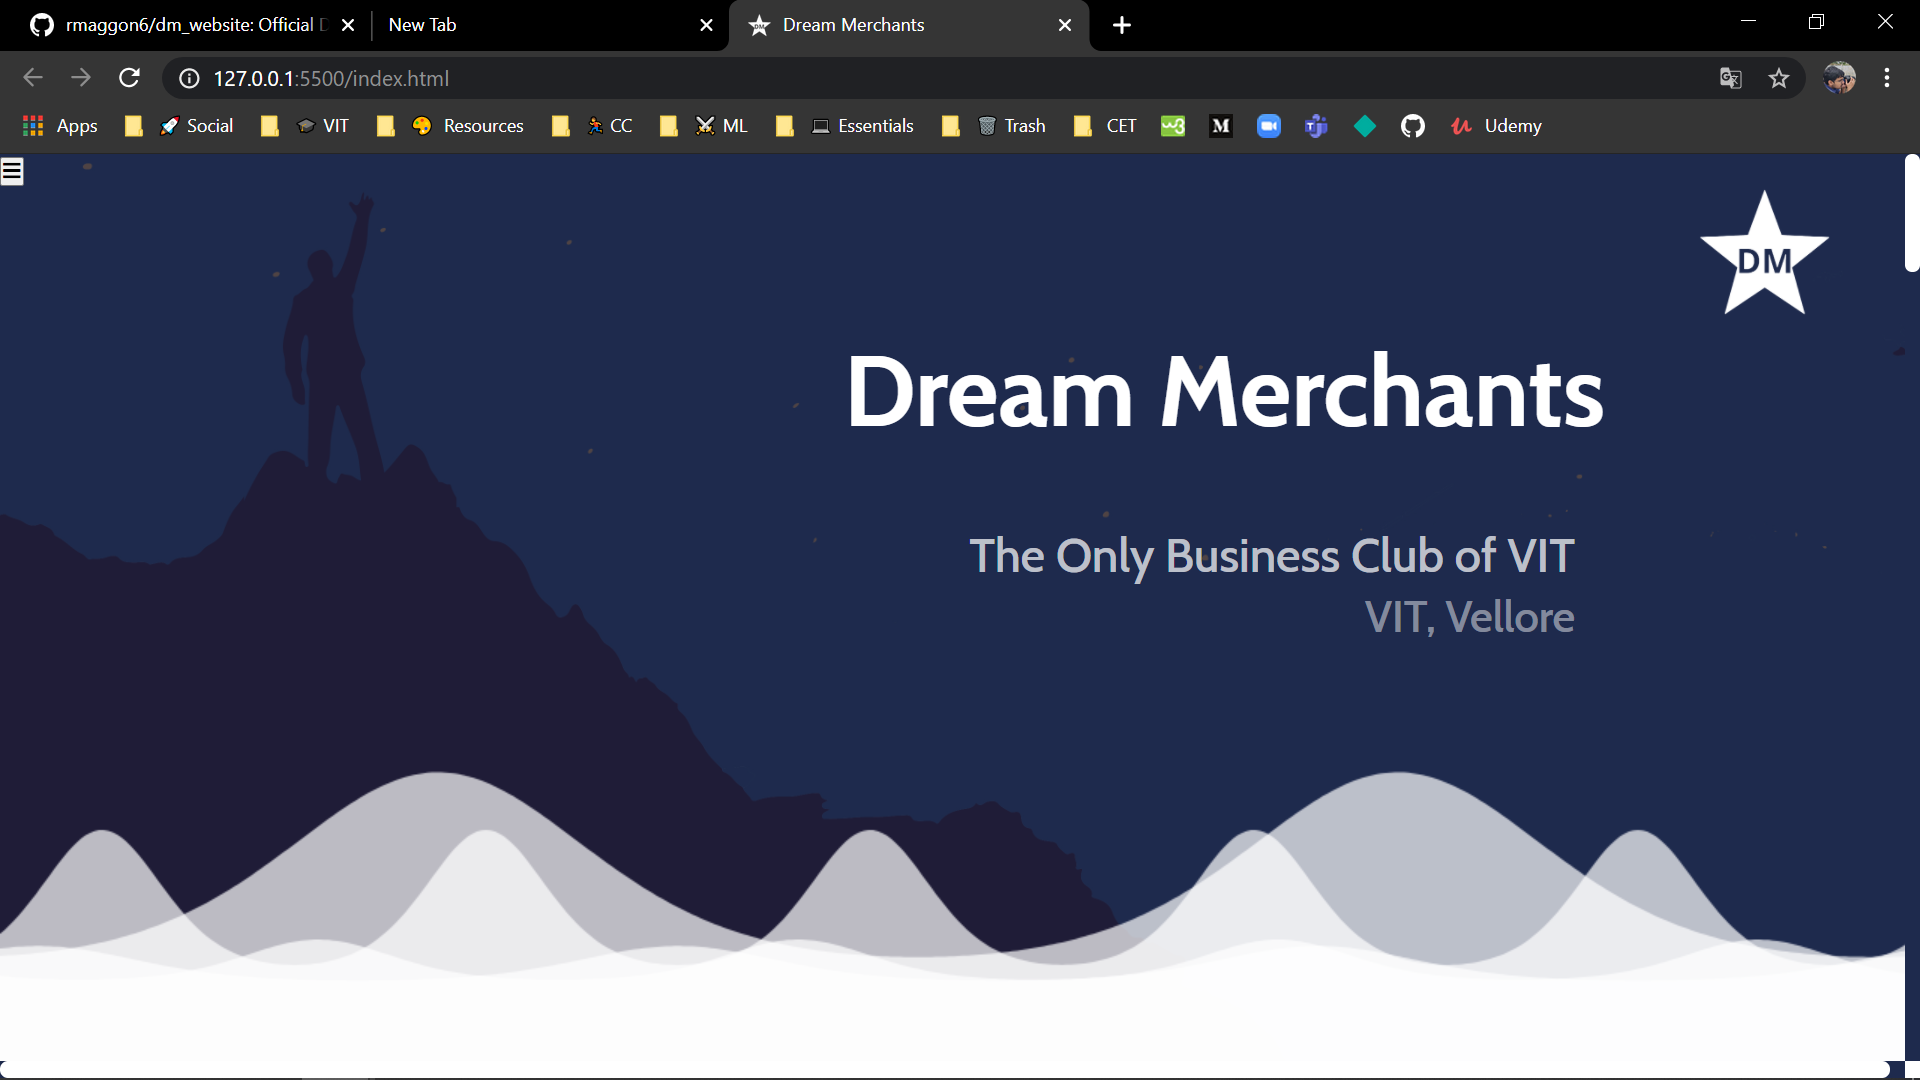 rmaggon6/dm_website: Official
New Tab
Dream Merchants
127.0.0.1:5500/index.html
Apps
Social
VIT
Resources
CC
ML
Essentials
Trash
CET
Udemy
DM
Dream Merchants
The Only Business Club of VIT
VIT, Vellore